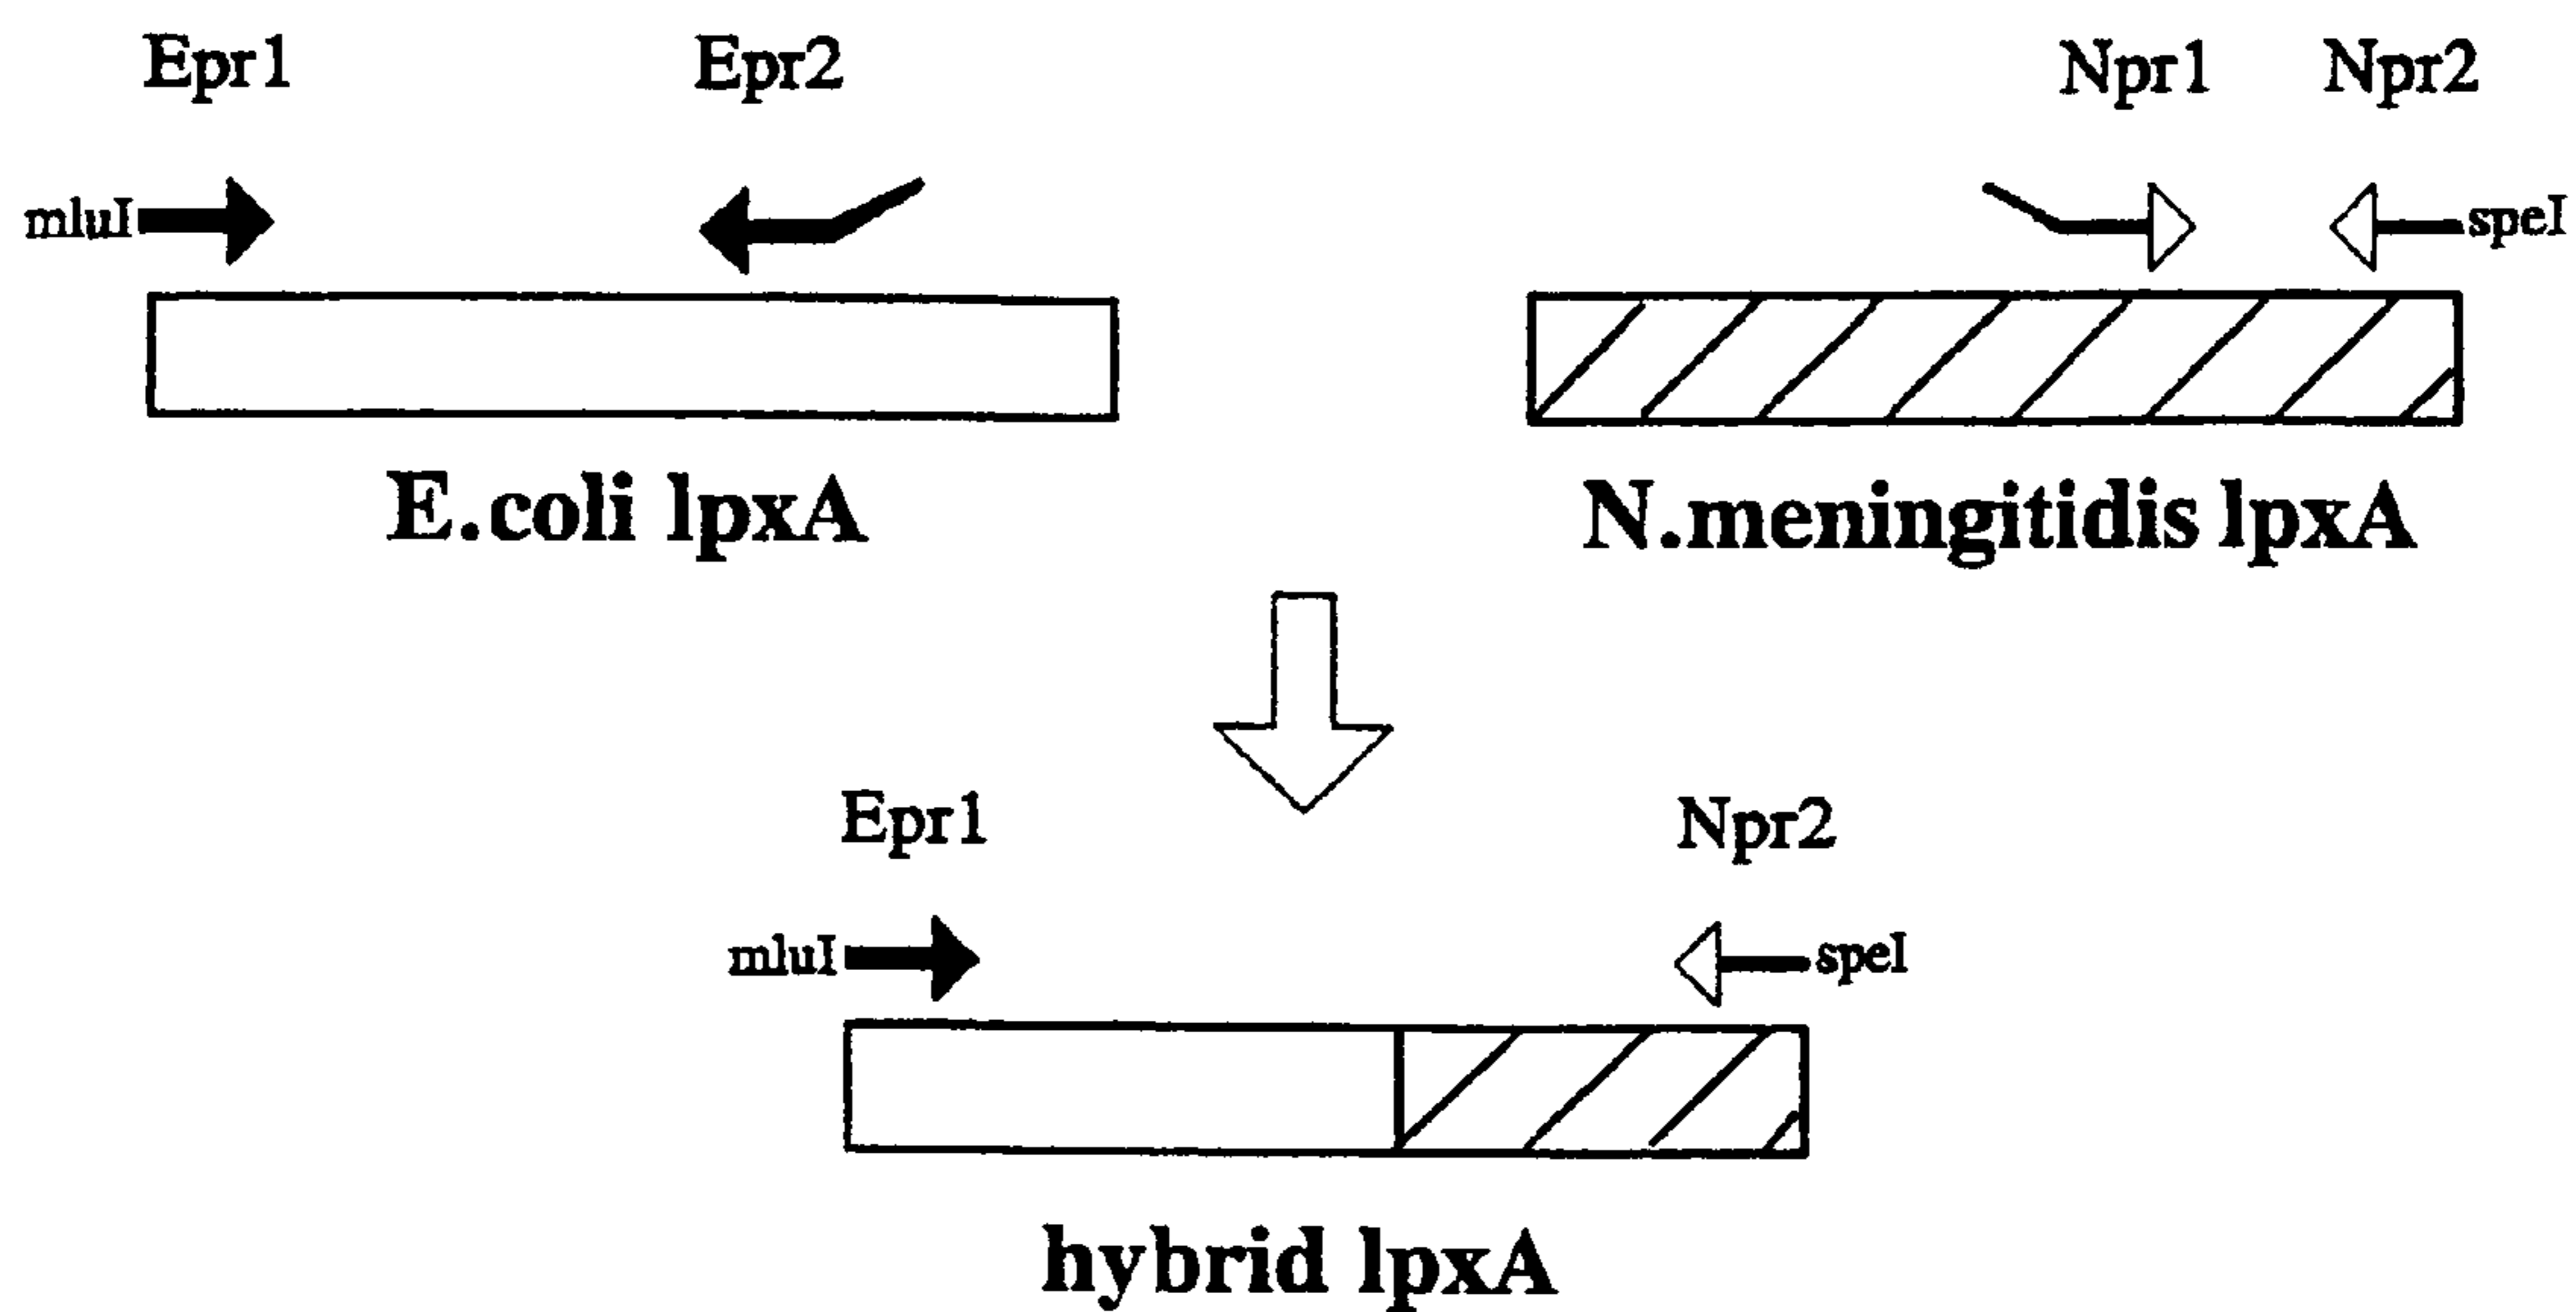 Epr1 Epr2 Npr1 Npr2
mluI speI
E.coli lpxA N.meningitidis lpxA
Epr1 Npr2
mluI speI
hybrid lpxA